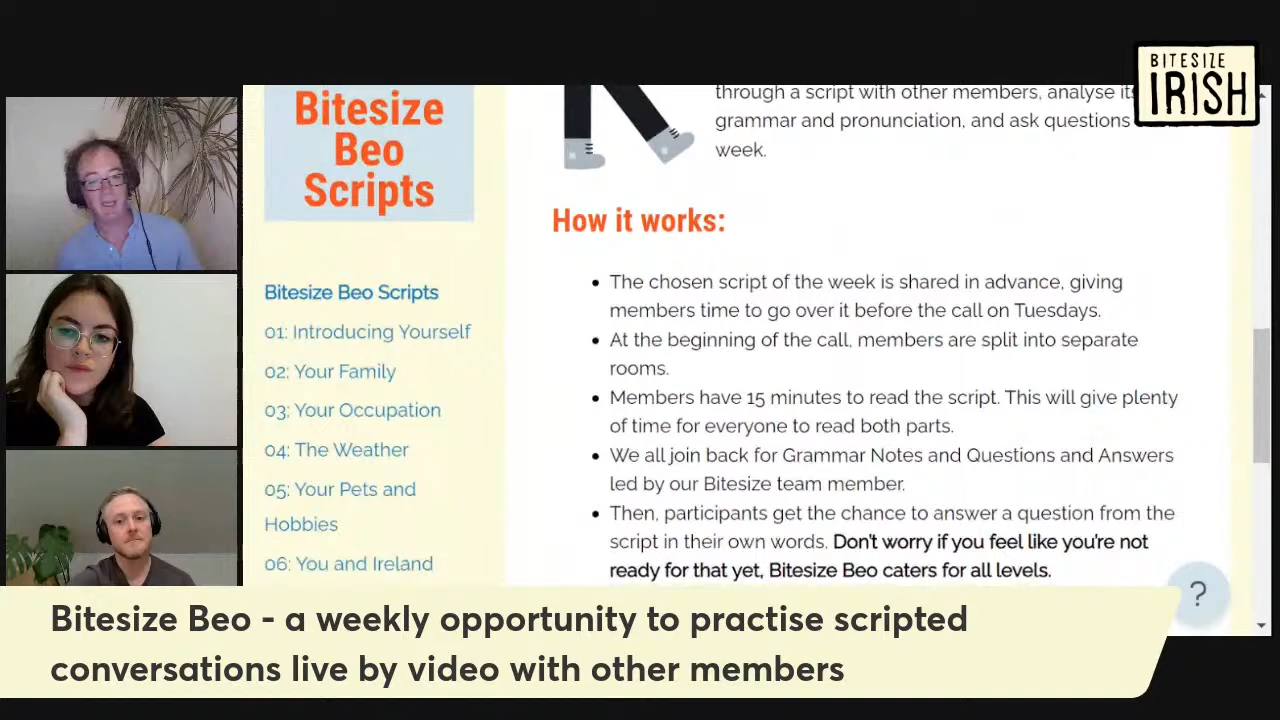 BITESIZE
IRISH
Bitesize
Beo
Scripts
Bitesize Beo Scripts
01: Introducing Yourself
02: Your Family
03: Your Occupation
04: The Weather
05: Your Pets and
Hobbies
06: You and Ireland
through a script with other members, analyse its
grammar and pronunciation, and ask questions
week.
How it works:
• The chosen script of the week is shared in advance, giving
members time to go over it before the call on Tuesdays.
• At the beginning of the call, members are split into separate
rooms.
• Members have 15 minutes to read the script. This will give plenty
of time for everyone to read both parts.
• We all join back for Grammar Notes and Questions and Answers
led by our Bitesize team member.
• Then, participants get the chance to answer a question from the
script in their own words. Don't worry if you feel like you're not
ready for that yet, Bitesize Beo caters for all levels.
?
Bitesize Beo - a weekly opportunity to practise scripted
conversations live by video with other members